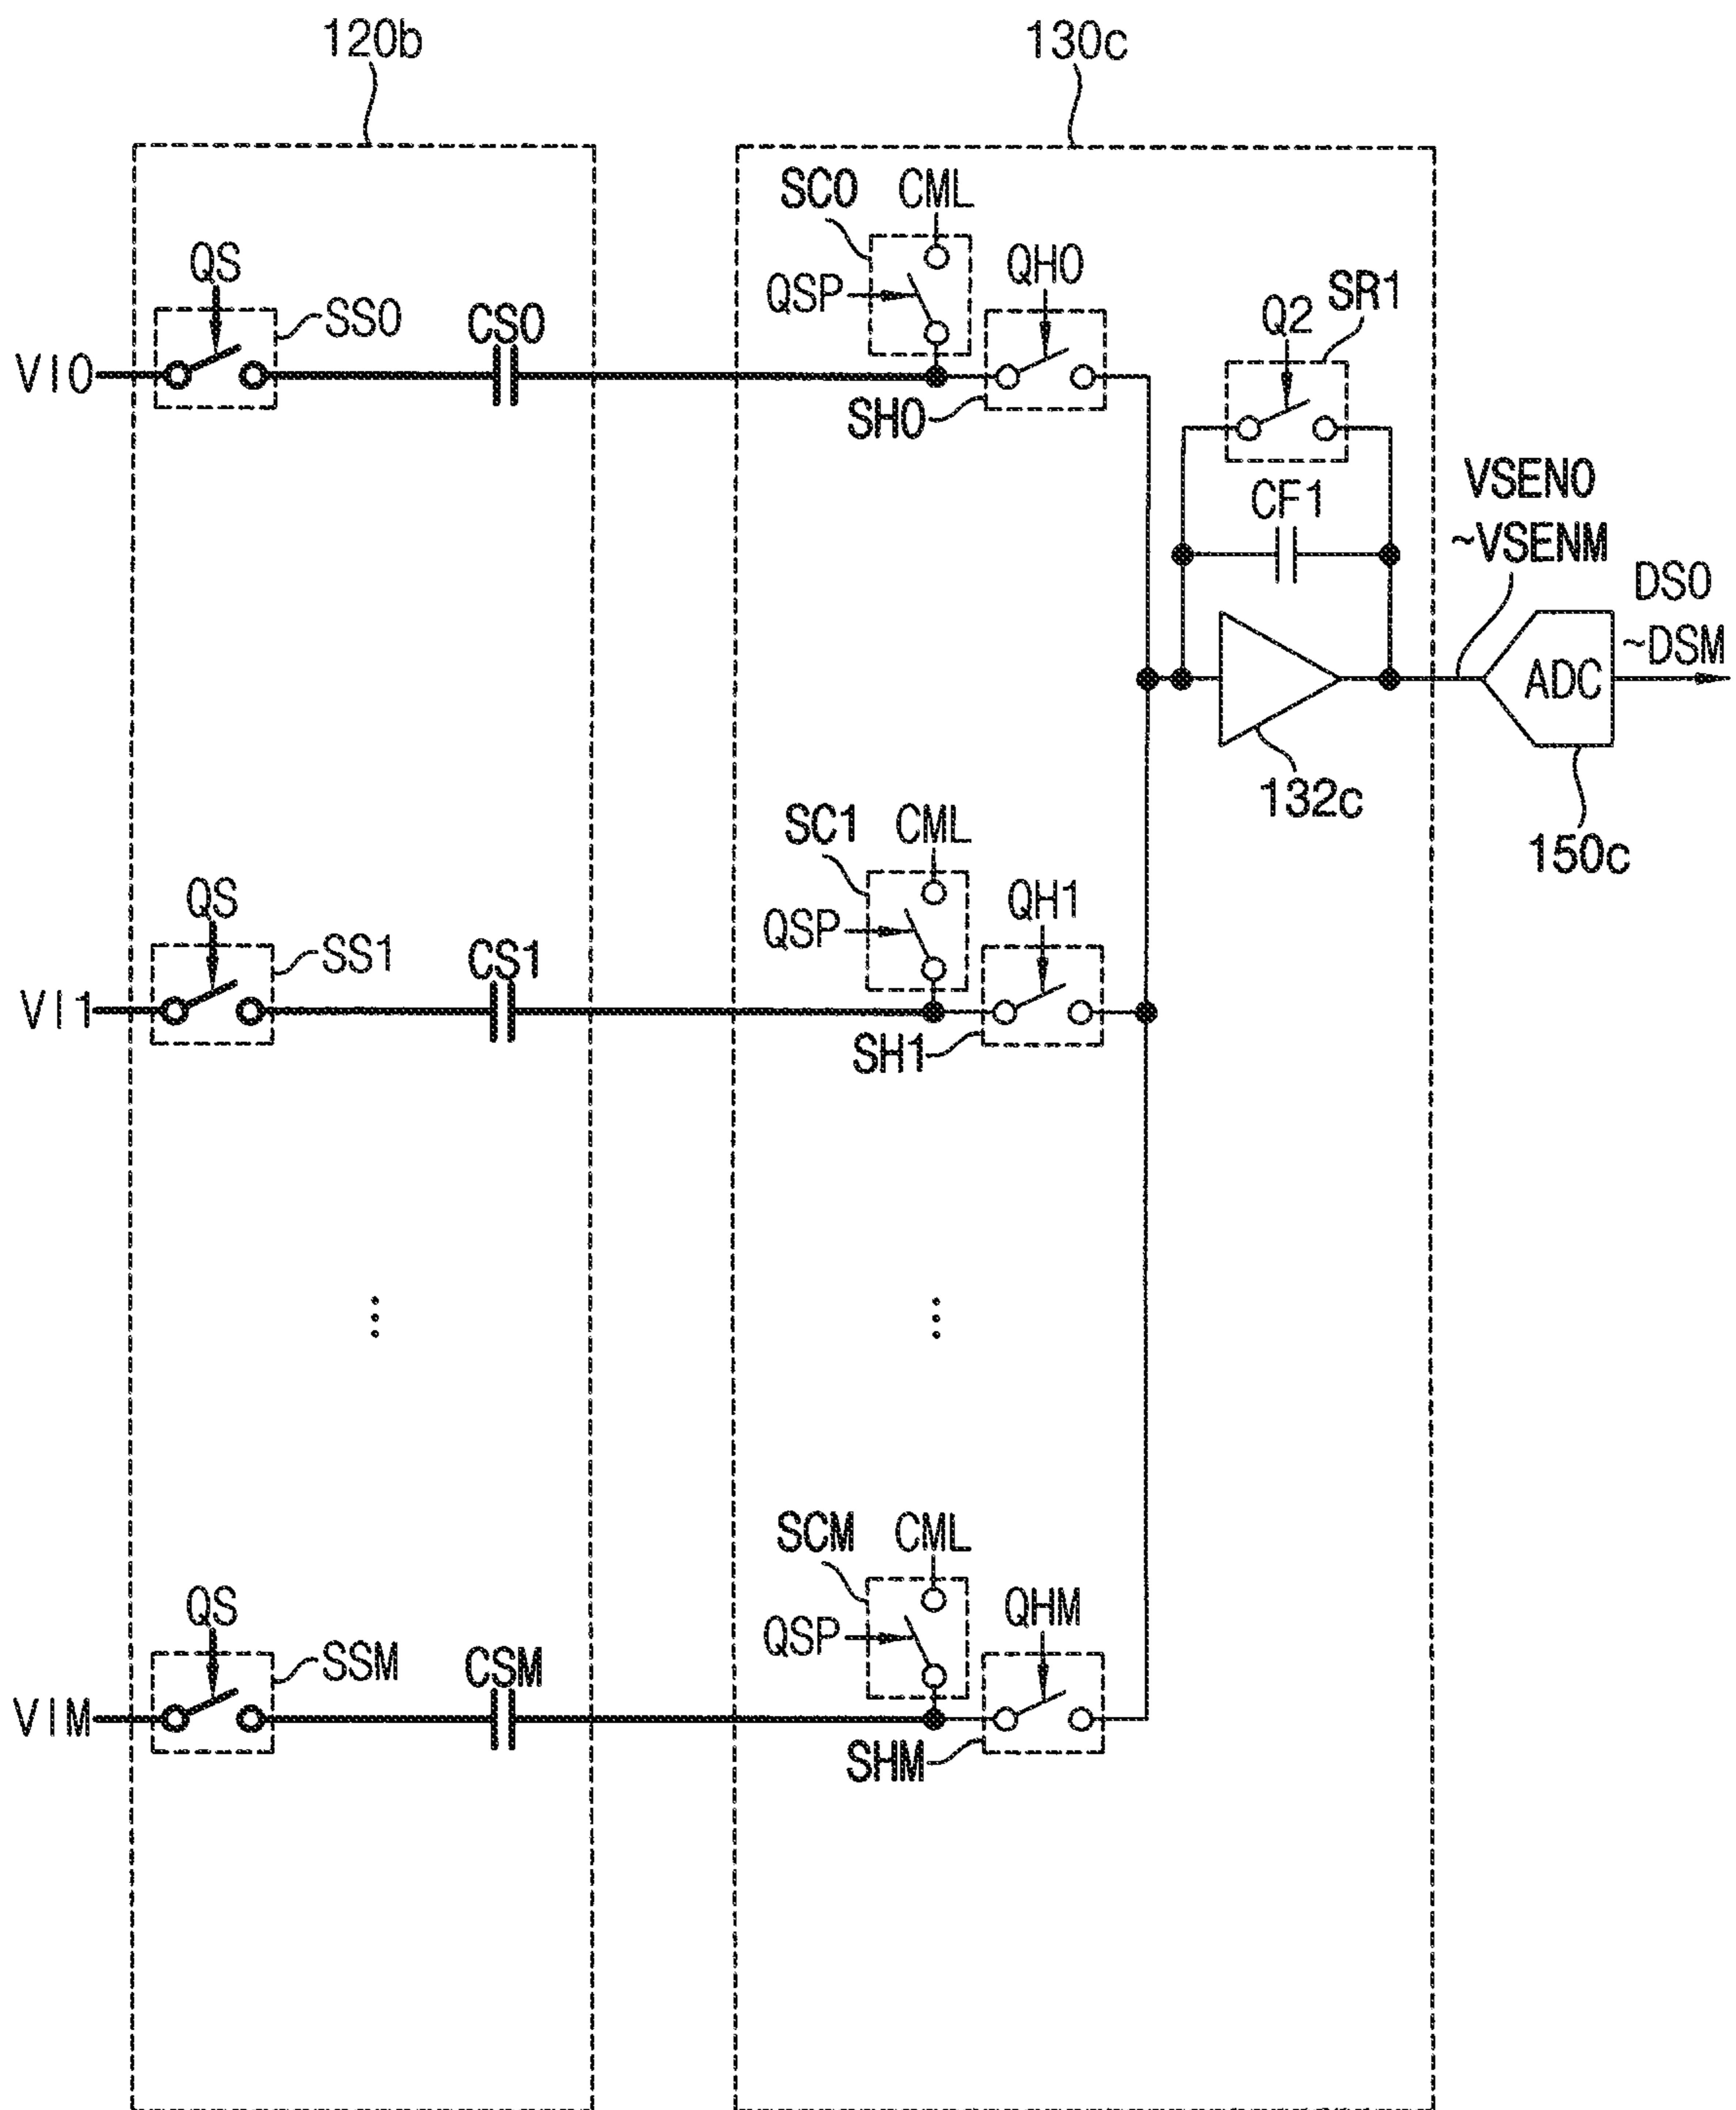 120b
130c
SC0 CML
QS
QSP
QH0
SS0
CS0
VI0
SH0
Q2
SR1
CF1
VSEN0
~VSENM
DS0
~DSM
ADC
132c
150c
SC1 CML
QS
QSP
QH1
SS1
CS1
VI1
SH1
SCM CML
QS
QSP
QHM
SSM
CSM
VIM
SHM